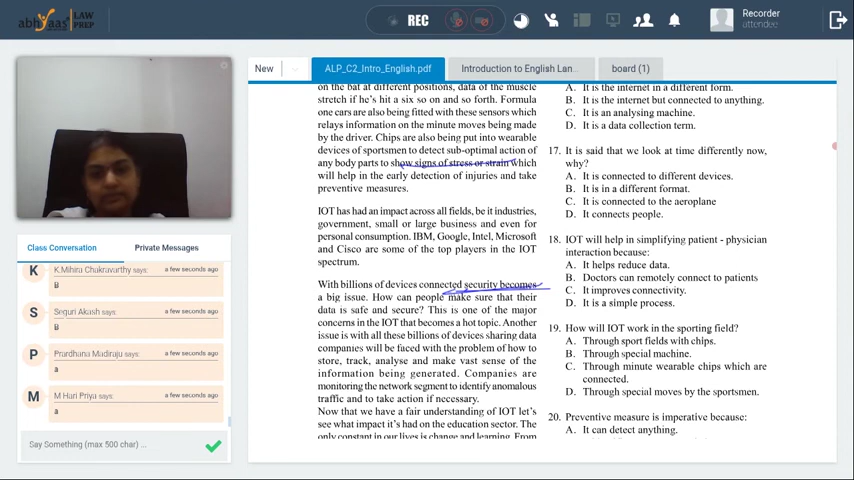 abhyaas LAW PREP
REC
Recorder
attendee
New
ALP_C2_Intro_English.pdf
Introduction to English Lan...
board (1)
Class Conversation
Private Messages
K
K.Mihira Chakravarthy says:
a few seconds ago
B
S
Seguri Akash says:
a few seconds ago
B
P
Prardhana Madiraju says:
a few seconds ago
a
M
M Hari Priya says:
a few seconds ago
a
Say Something (max 500 char) ...
on the bat at different positions, data of the muscle
stretch if he's hit a six so on and so forth. Formula
one cars are also being fitted with these sensors which
relays information on the minute moves being made
by the driver. Chips are also being put into wearable
devices of sportsmen to detect sub-optimal action of
any body parts to show signs of stress or strain which
will help in the early detection of injuries and take
preventive measures.
IOT has had an impact across all fields, be it industries,
government, small or large business and even for
personal consumption. IBM, Google, Intel, Microsoft
and Cisco are some of the top players in the IOT
spectrum.
With billions of devices connected security becomes
a big issue. How can people make sure that their
data is safe and secure? This is one of the major
concerns in the IOT that becomes a hot topic. Another
issue is with all these billions of devices sharing data
companies will be faced with the problem of how to
store, track, analyse and make vast sense of the
information being generated. Companies are
monitoring the network segment to identify anomalous
traffic and to take action if necessary.
Now that we have a fair understanding of IOT let's
see what impact it's had on the education sector. The
only constant in our lives is change and learning. From
A. It is the internet in a different form.
B. It is the internet but connected to anything.
C. It is an analysing machine.
D. It is a data collection term.
17. It is said that we look at time differently now,
why?
A. It is connected to different devices.
B. It is in a different format.
C. It is connected to the aeroplane
D. It connects people.
18. IOT will help in simplifying patient - physician
interaction because:
A. It helps reduce data.
B. Doctors can remotely connect to patients
C. It improves connectivity.
D. It is a simple process.
19. How will IOT work in the sporting field?
A. Through sport fields with chips.
B. Through special machine.
C. Through minute wearable chips which are
connected.
D. Through special moves by the sportsmen.
20. Preventive measure is imperative because:
A. It can detect anything.